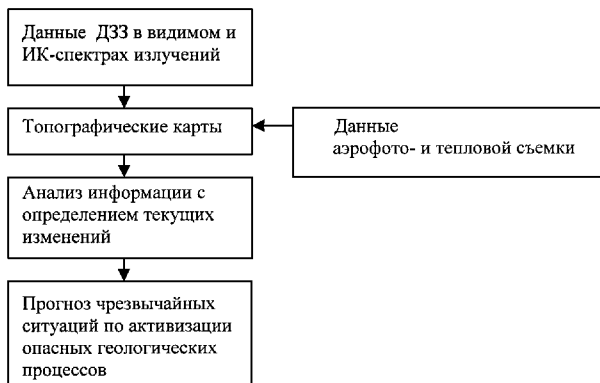 Данные ДЗЗ в видимом и
ИК-спектрах излучений
Топографические карты
Данные
аэрофото- и тепловой съемки
Анализ информации с
определением текущих
изменений
Прогноз чрезвычайных
ситуаций по активизации
опасных геологических
процессов